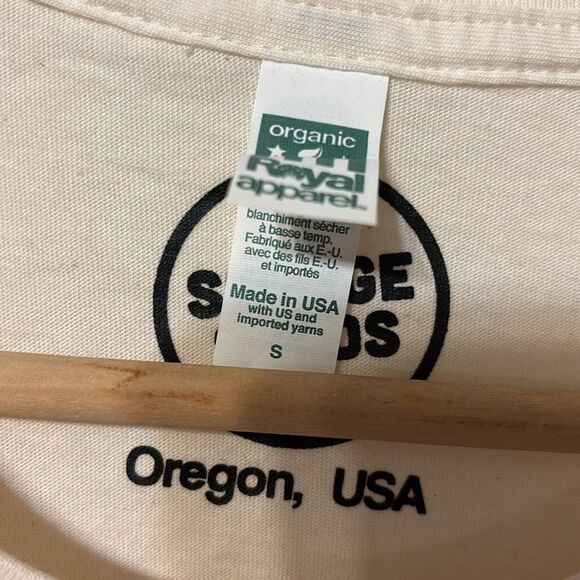 organic
Royal
apparel™
blanchiment sécher
à basse temp.
Fabriqué aux E.-U.
avec des fils E.-U.
et importés
Made in USA
with US and
imported yarns
S
Oregon, USA